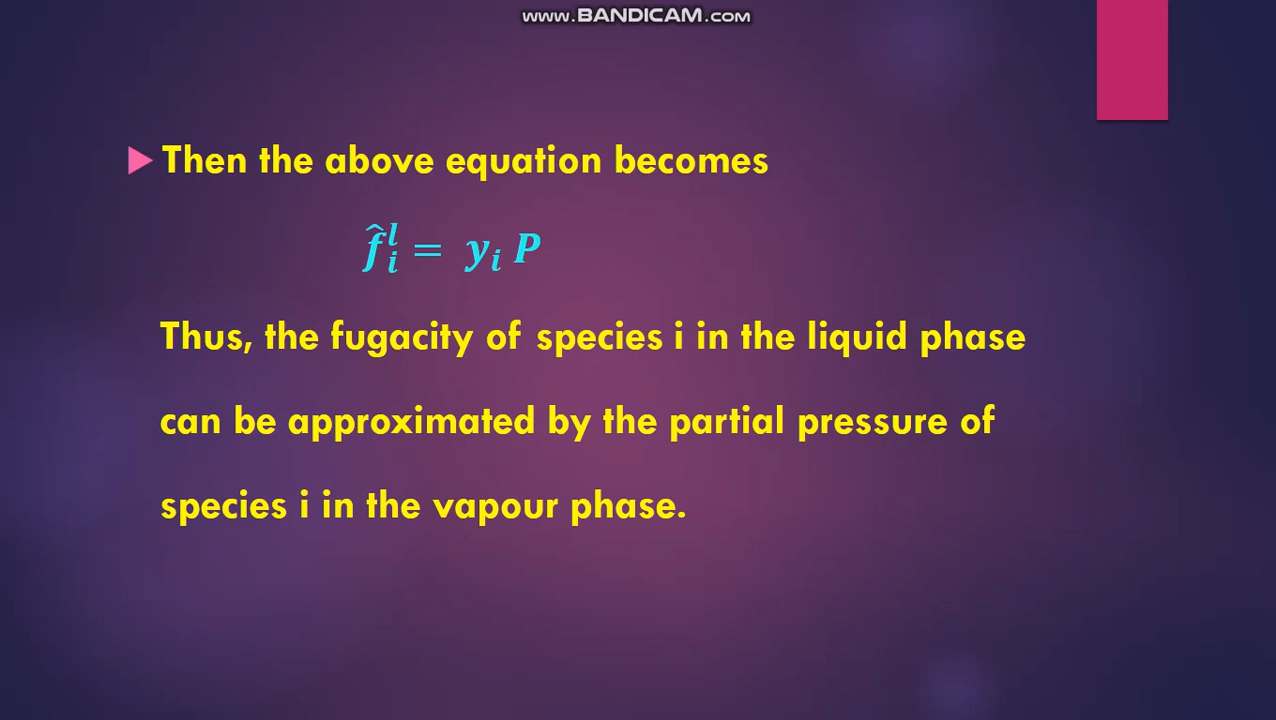 www.BANDICAM.com
Then the above equation becomes
f̂ᵢˡ = yᵢ P
Thus, the fugacity of species i in the liquid phase
can be approximated by the partial pressure of
species i in the vapour phase.